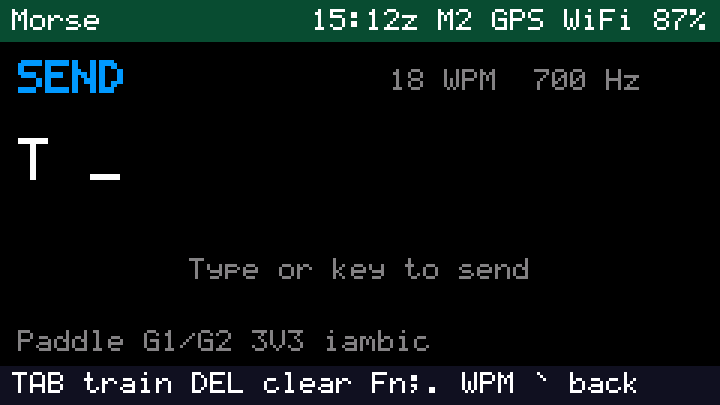 Morse 15:12z M2 GPS WiFi 87%
SEND 18 WPM 700 Hz
T _
Type or key to send
Paddle G1/G2 3V3 iambic
TAB train DEL clear Fn;. WPM ` back